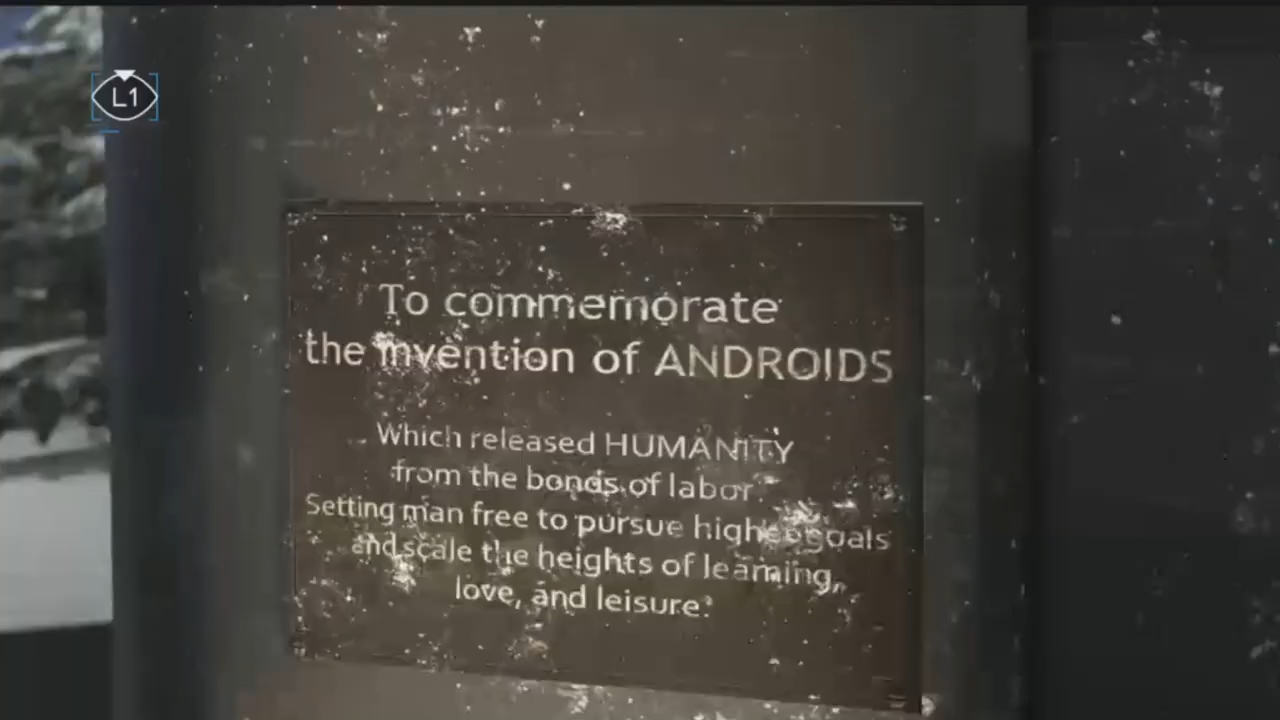 L1
To commemorate
the invention of ANDROIDS
Which released HUMANITY
from the bonds of labor.
Setting man free to pursue higher goals
and scale the heights of learning,
love, and leisure.